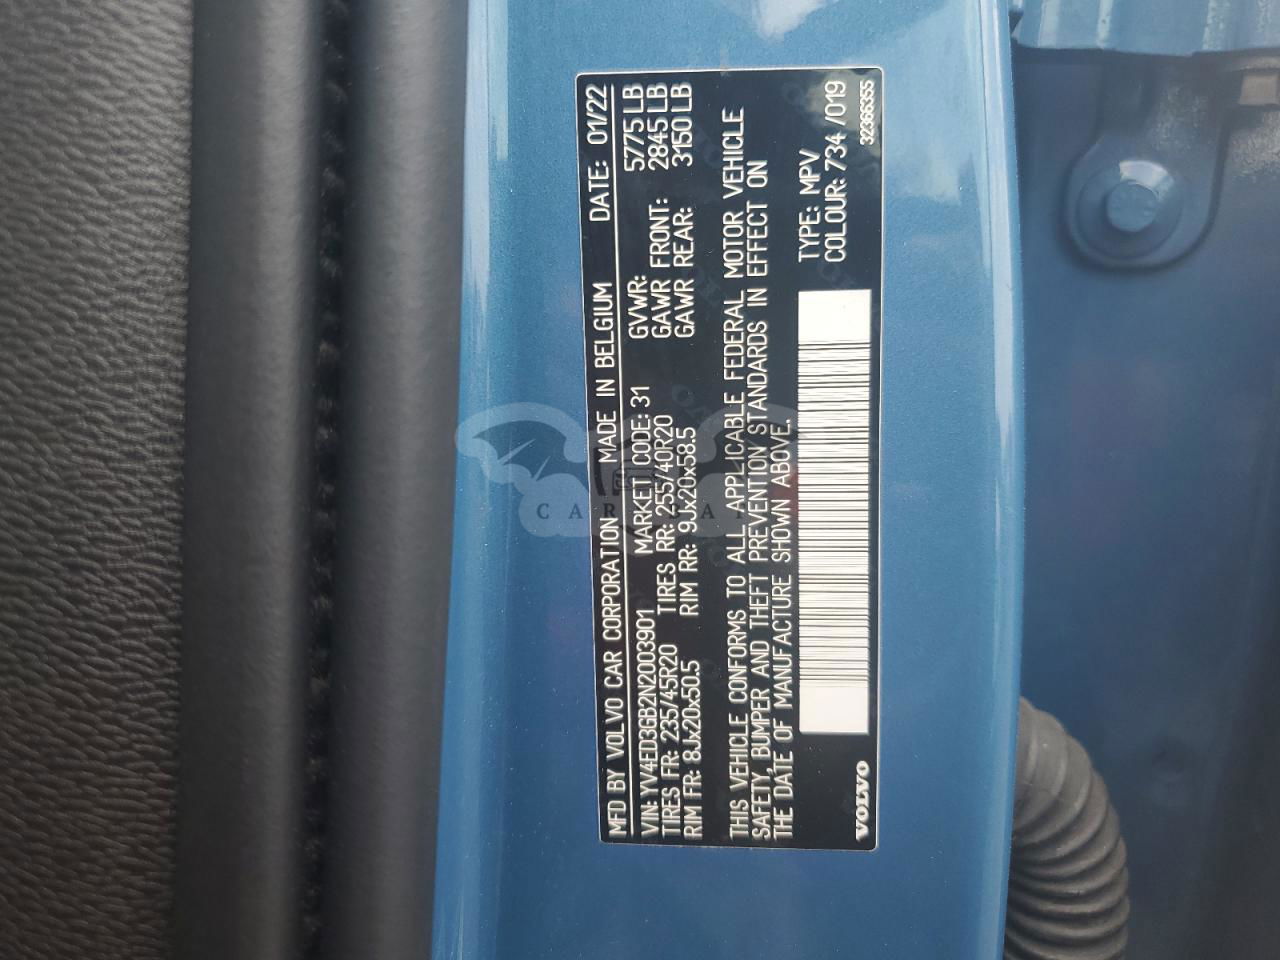 MFD BY VOLVO CAR CORPORATION MADE IN BELGIUM DATE: 01/22
VIN: YV4ED3GB2N2003901 MARKET CODE: 31 GVWR: 5775 LB
TIRES FR: 235/45R20 TIRES RR: 255/40R20 GAWR FRONT: 2845 LB
RIM FR: 8Jx20x50.5 RIM RR: 9Jx20x58.5 GAWR REAR: 3150 LB
THIS VEHICLE CONFORMS TO ALL APPLICABLE FEDERAL MOTOR VEHICLE
SAFETY, BUMPER AND THEFT PREVENTION STANDARDS IN EFFECT ON
THE DATE OF MANUFACTURE SHOWN ABOVE.
TYPE: MPV
COLOUR: 734 /019
VOLVO 32366355